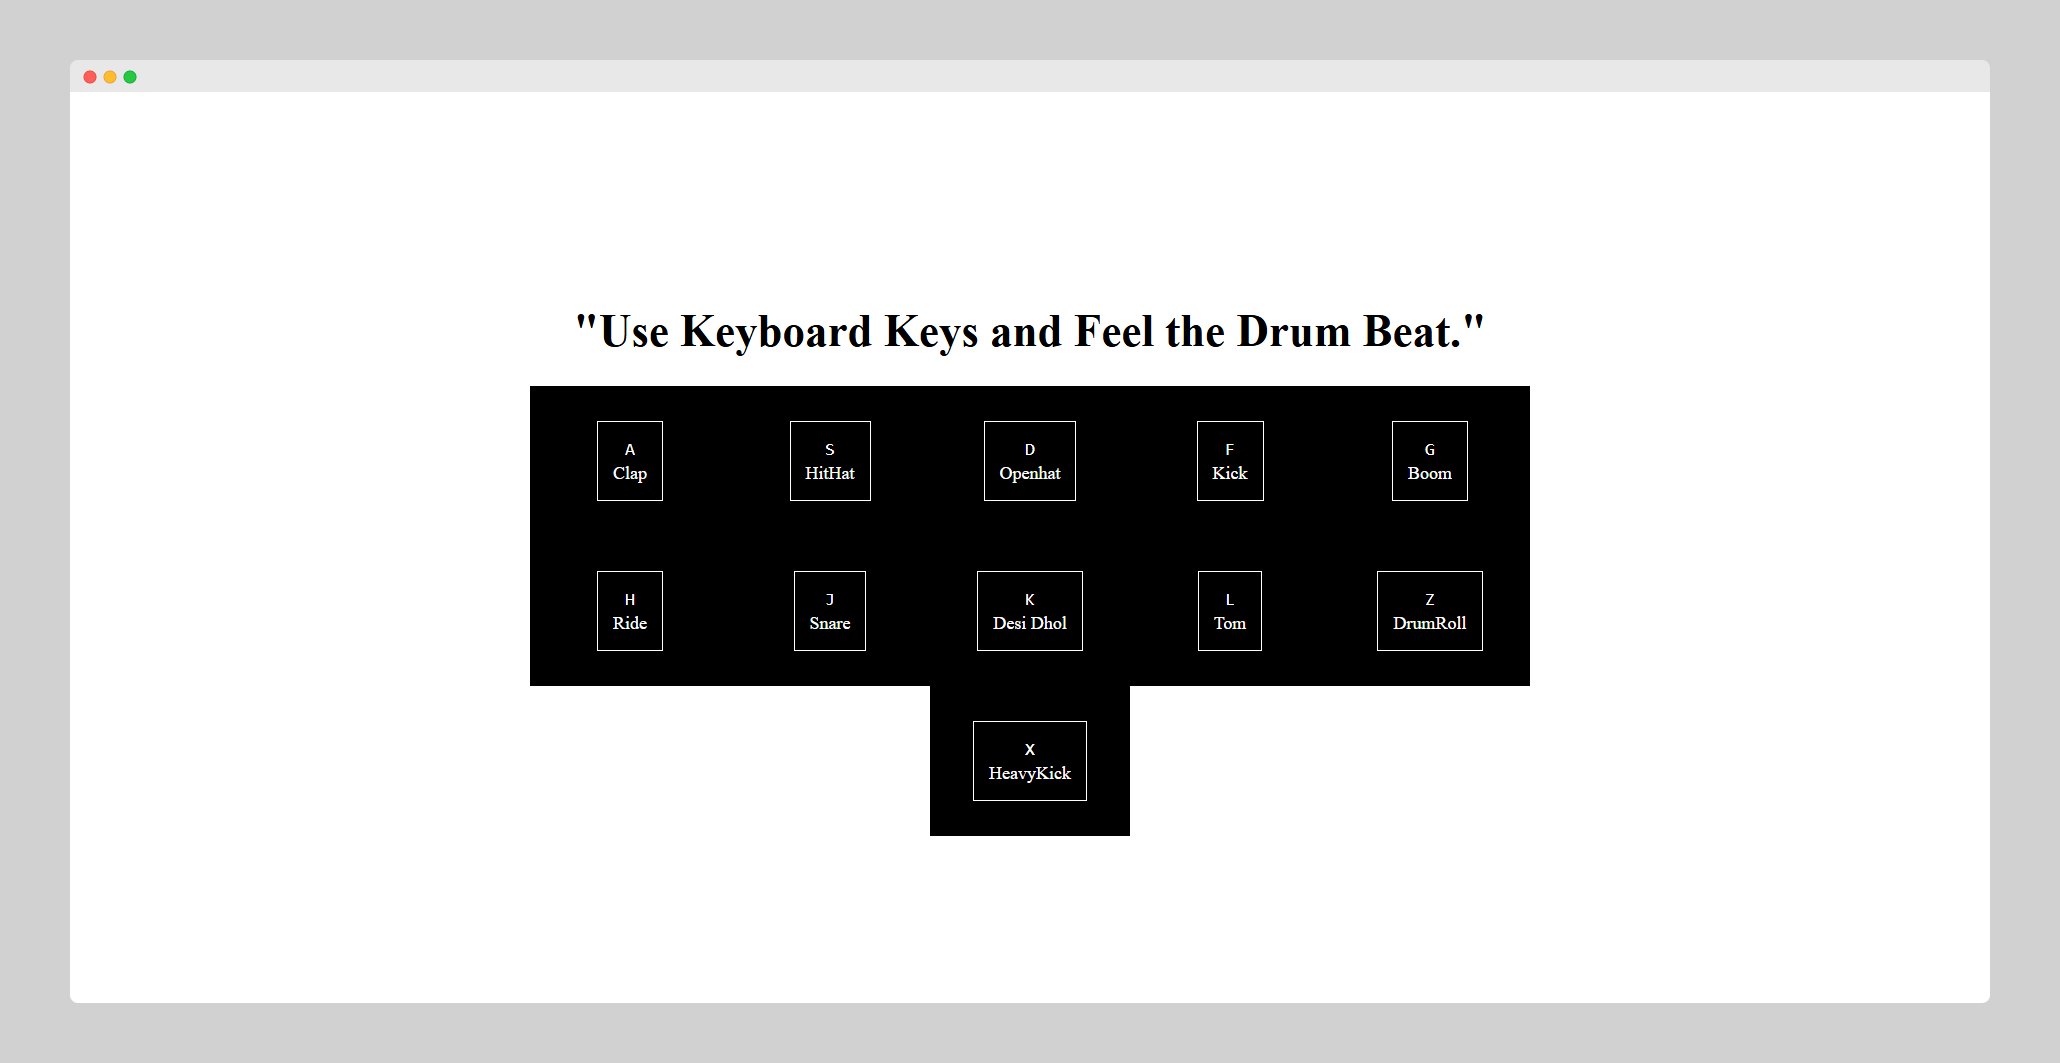 "Use Keyboard Keys and Feel the Drum Beat."
A
Clap
S
HitHat
D
Openhat
F
Kick
G
Boom
H
Ride
J
Snare
K
Desi Dhol
L
Tom
Z
DrumRoll
X
HeavyKick